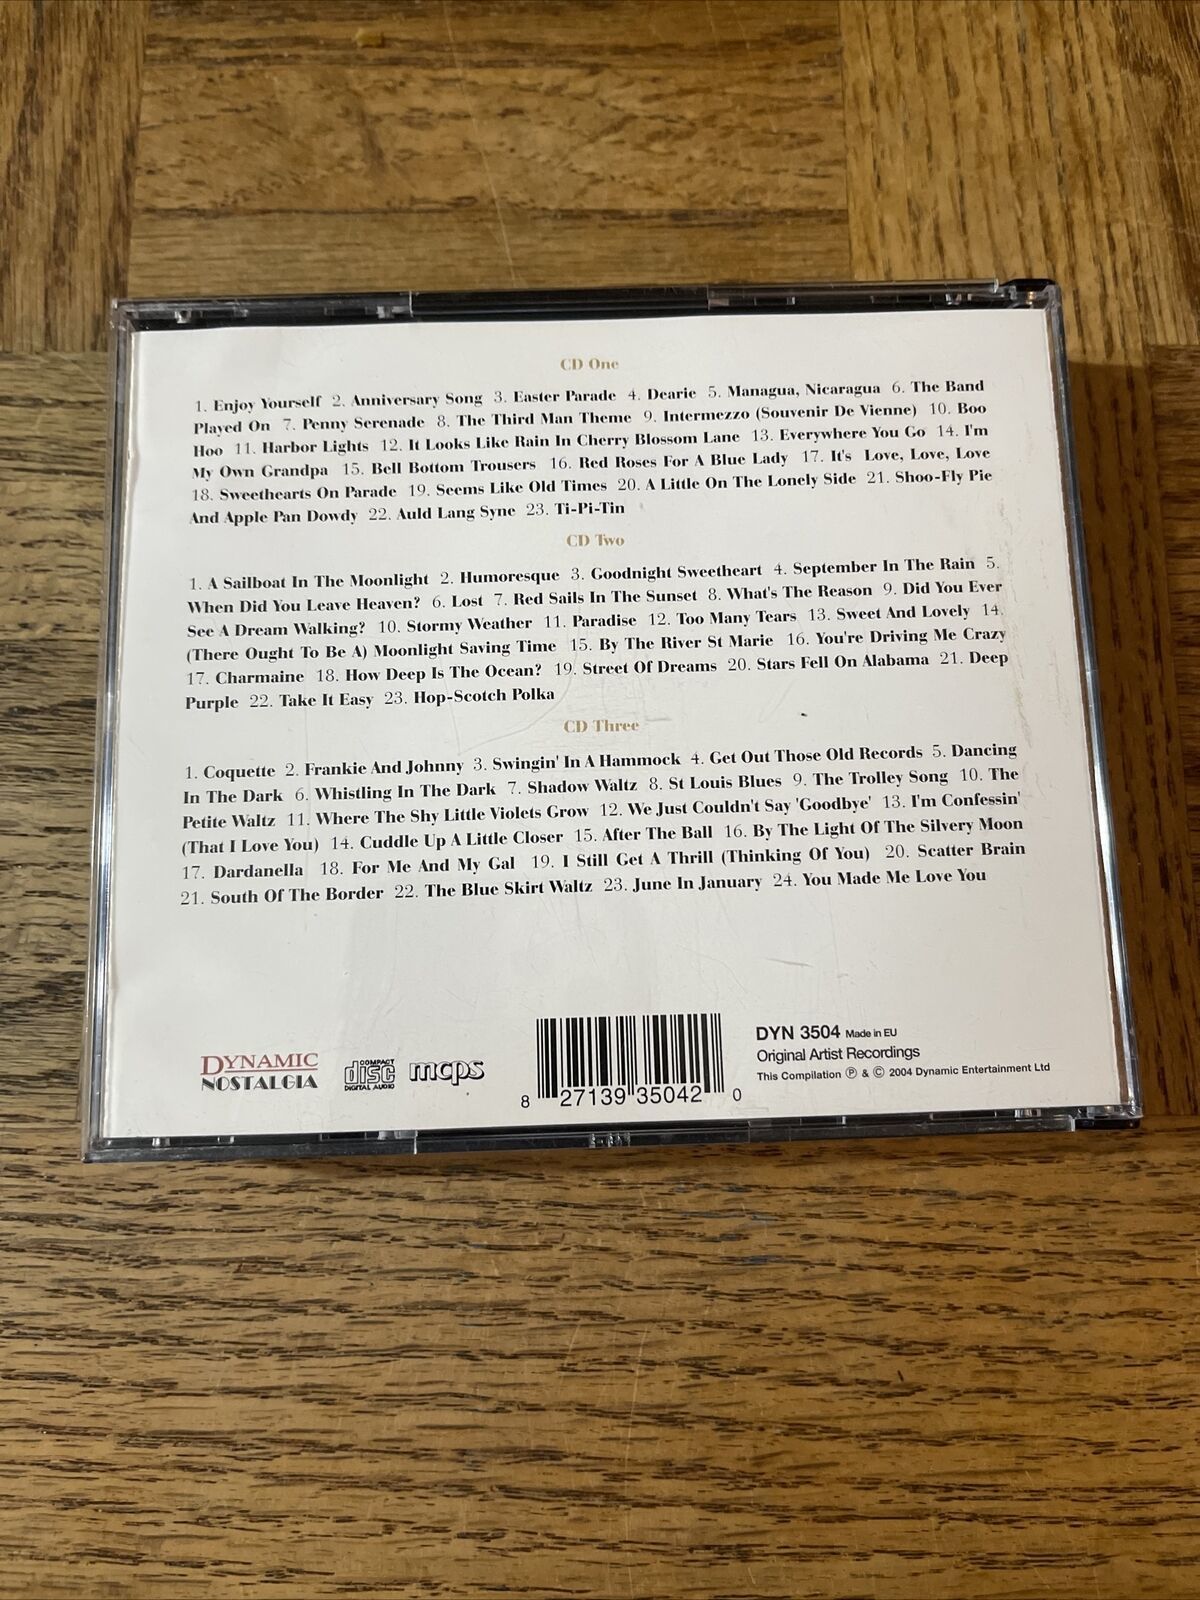 CD One
1. Enjoy Yourself 2. Anniversary Song 3. Easter Parade 4. Dearie 5. Managua, Nicaragua 6. The Band
Played On 7. Penny Serenade 8. The Third Man Theme 9. Intermezzo (Souvenir De Vienne) 10. Boo
Hoo 11. Harbor Lights 12. It Looks Like Rain In Cherry Blossom Lane 13. Everywhere You Go 14. I'm
My Own Grandpa 15. Bell Bottom Trousers 16. Red Roses For A Blue Lady 17. It's Love, Love, Love
18. Sweethearts On Parade 19. Seems Like Old Times 20. A Little On The Lonely Side 21. Shoo-Fly Pie
And Apple Pan Dowdy 22. Auld Lang Syne 23. Ti-Pi-Tin
CD Two
1. A Sailboat In The Moonlight 2. Humoresque 3. Goodnight Sweetheart 4. September In The Rain 5.
When Did You Leave Heaven? 6. Lost 7. Red Sails In The Sunset 8. What's The Reason 9. Did You Ever
See A Dream Walking? 10. Stormy Weather 11. Paradise 12. Too Many Tears 13. Sweet And Lovely 14.
(There Ought To Be A) Moonlight Saving Time 15. By The River St Marie 16. You're Driving Me Crazy
17. Charmaine 18. How Deep Is The Ocean? 19. Street Of Dreams 20. Stars Fell On Alabama 21. Deep
Purple 22. Take It Easy 23. Hop-Scotch Polka
CD Three
1. Coquette 2. Frankie And Johnny 3. Swingin' In A Hammock 4. Get Out Those Old Records 5. Dancing
In The Dark 6. Whistling In The Dark 7. Shadow Waltz 8. St Louis Blues 9. The Trolley Song 10. The
Petite Waltz 11. Where The Shy Little Violets Grow 12. We Just Couldn't Say 'Goodbye' 13. I'm Confessin'
(That I Love You) 14. Cuddle Up A Little Closer 15. After The Ball 16. By The Light Of The Silvery Moon
17. Dardanella 18. For Me And My Gal 19. I Still Get A Thrill (Thinking Of You) 20. Scatter Brain
21. South Of The Border 22. The Blue Skirt Waltz 23. June In January 24. You Made Me Love You
DYNAMIC
NOSTALGIA
COMPACT
disc
DIGITAL AUDIO
mcps
8 27139 35042 0
DYN 3504 Made in EU
Original Artist Recordings
This Compilation ℗ & © 2004 Dynamic Entertainment Ltd